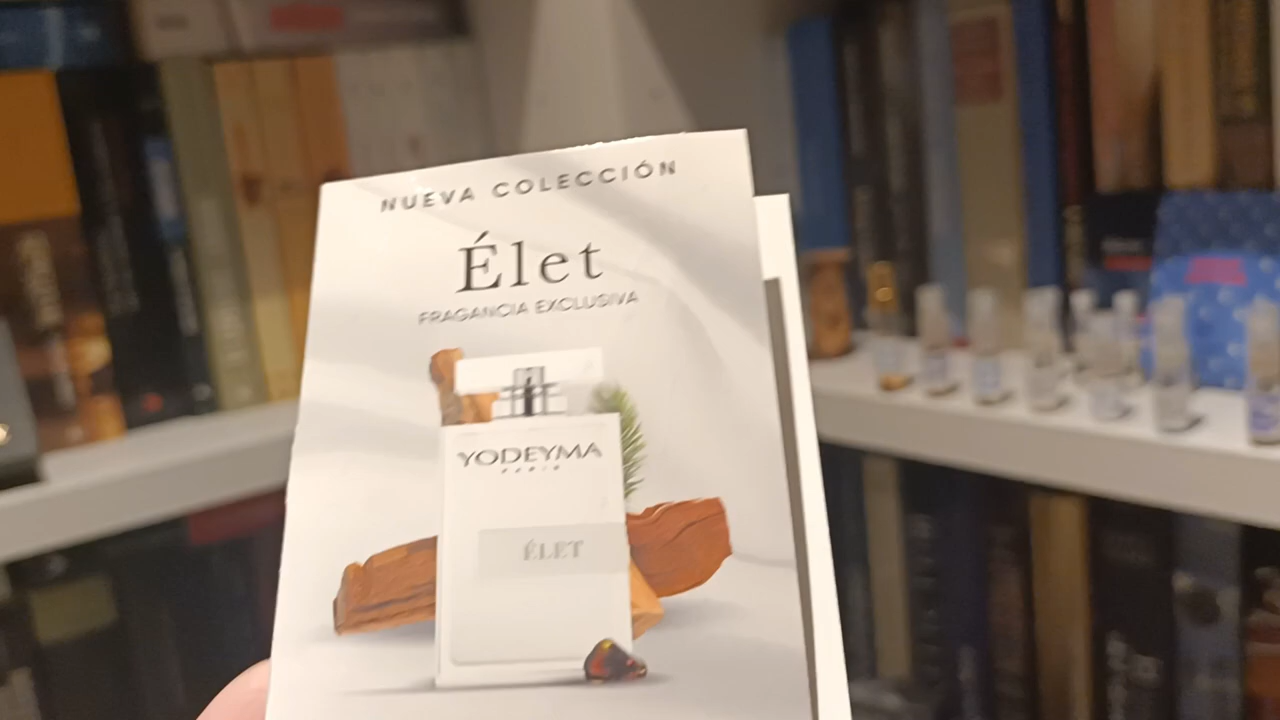 NUEVA COLECCIÓN
Élet
FRAGANCIA EXCLUSIVA
YODEYMA
PARIS
ÉLET